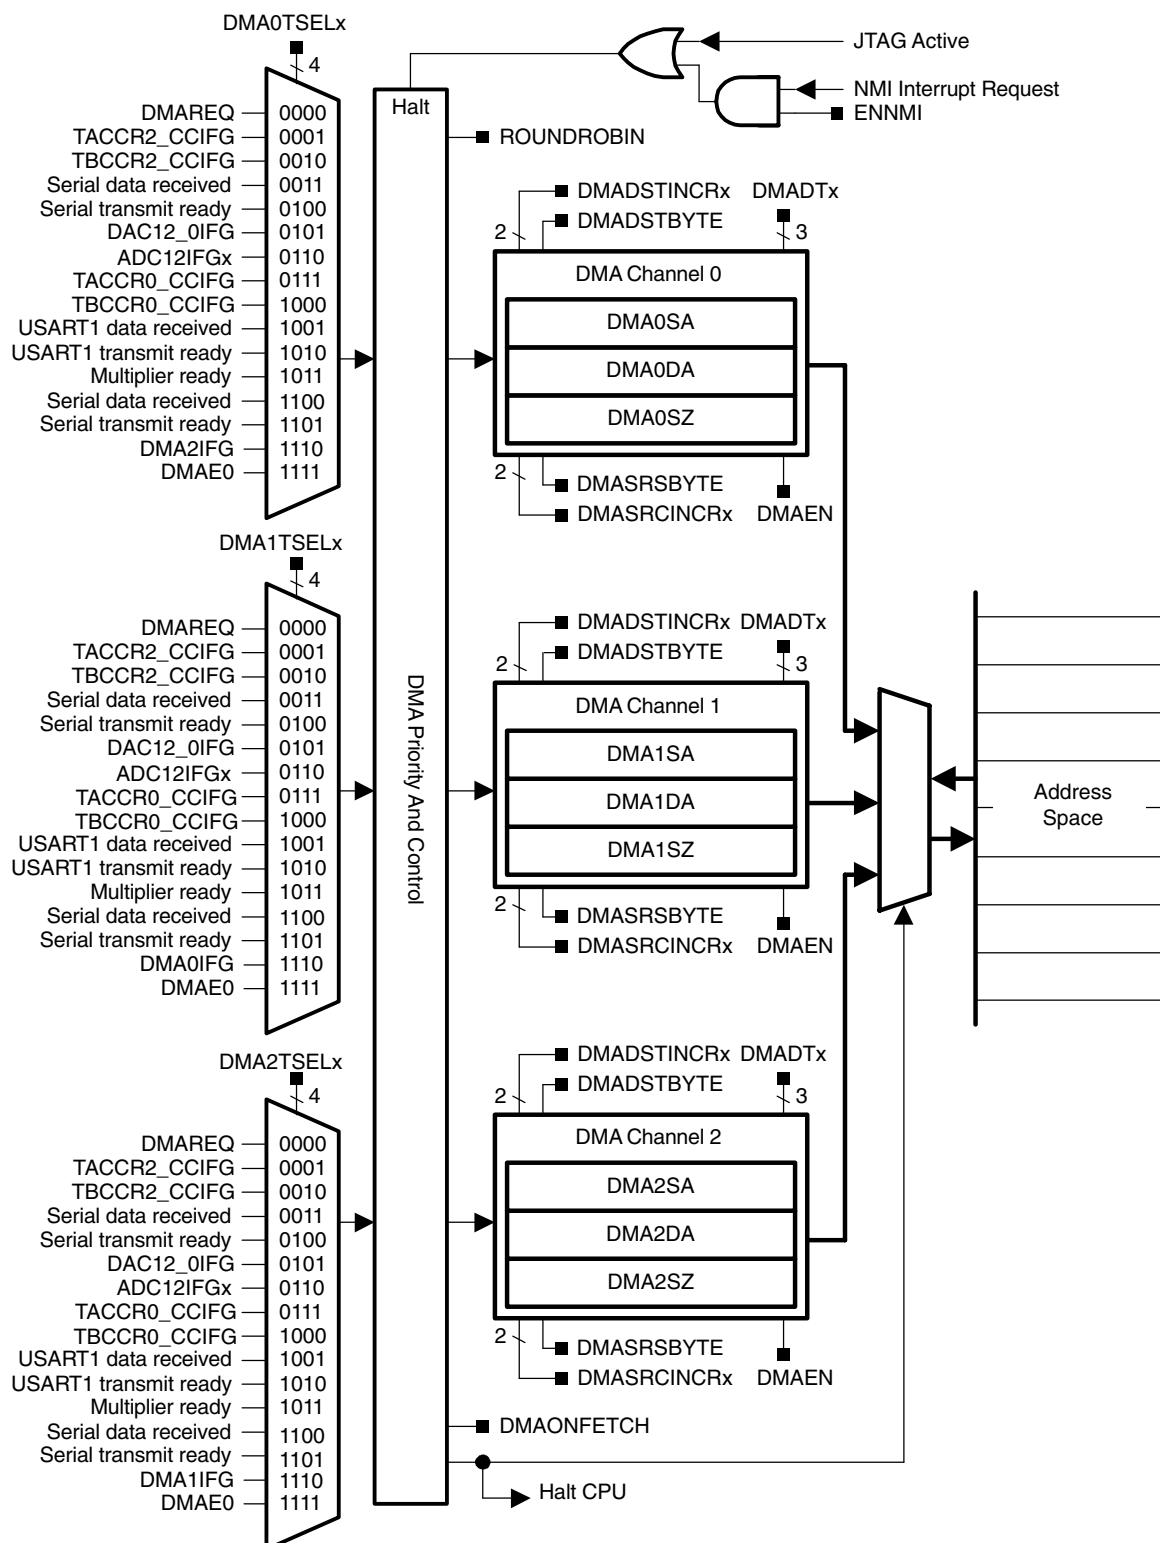 DMA0TSELx
4
JTAG Active
NMI Interrupt Request
ENNMI
Halt
ROUNDROBIN
DMAREQ 0000
TACCR2_CCIFG 0001
TBCCR2_CCIFG 0010
Serial data received 0011
Serial transmit ready 0100
DAC12_0IFG 0101
ADC12IFGx 0110
TACCR0_CCIFG 0111
TBCCR0_CCIFG 1000
USART1 data received 1001
USART1 transmit ready 1010
Multiplier ready 1011
Serial data received 1100
Serial transmit ready 1101
DMA2IFG 1110
DMAE0 1111
DMADSTINCRx DMADTx
DMADSTBYTE
2 3
DMA Channel 0
DMA0SA
DMA0DA
DMA0SZ
2
DMASRSBYTE
DMASRCINCRx DMAEN
DMA1TSELx
4
DMAREQ 0000
TACCR2_CCIFG 0001
TBCCR2_CCIFG 0010
Serial data received 0011
Serial transmit ready 0100
DAC12_0IFG 0101
ADC12IFGx 0110
TACCR0_CCIFG 0111
TBCCR0_CCIFG 1000
USART1 data received 1001
USART1 transmit ready 1010
Multiplier ready 1011
Serial data received 1100
Serial transmit ready 1101
DMA0IFG 1110
DMAE0 1111
DMA Priority And Control
DMADSTINCRx DMADTx
DMADSTBYTE
2 3
DMA Channel 1
DMA1SA
DMA1DA
DMA1SZ
2
DMASRSBYTE
DMASRCINCRx DMAEN
Address
Space
DMA2TSELx
4
DMAREQ 0000
TACCR2_CCIFG 0001
TBCCR2_CCIFG 0010
Serial data received 0011
Serial transmit ready 0100
DAC12_0IFG 0101
ADC12IFGx 0110
TACCR0_CCIFG 0111
TBCCR0_CCIFG 1000
USART1 data received 1001
USART1 transmit ready 1010
Multiplier ready 1011
Serial data received 1100
Serial transmit ready 1101
DMA1IFG 1110
DMAE0 1111
DMADSTINCRx DMADTx
DMADSTBYTE
2 3
DMA Channel 2
DMA2SA
DMA2DA
DMA2SZ
2
DMASRSBYTE
DMASRCINCRx DMAEN
DMAONFETCH
Halt CPU